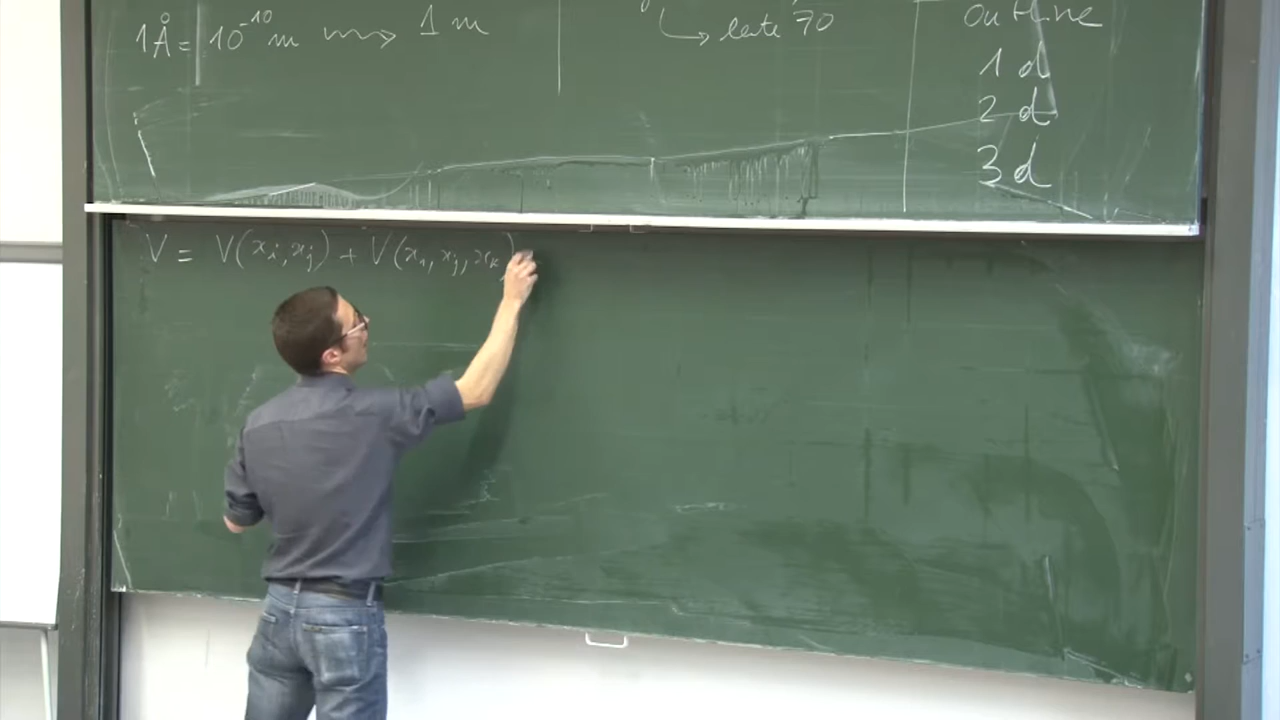 1Å = 10⁻¹⁰ m ⟿ 1 m
↳ late 70
Outline
1 d
2 d
3 d
V = V(xᵢ, xⱼ) + V(x₁, xⱼ, xₖ)